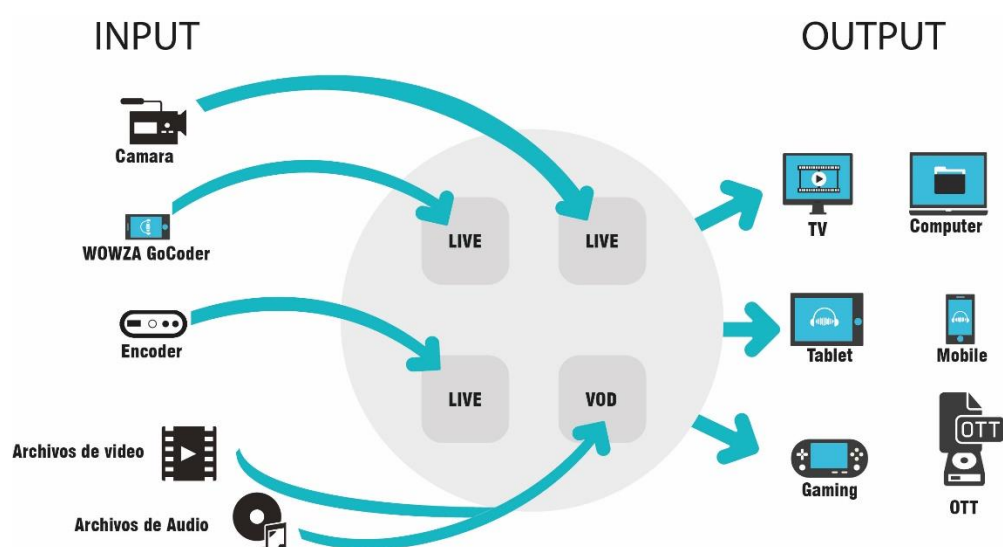 INPUT
OUTPUT
Camara
WOWZA GoCoder
Encoder
Archivos de video
Archivos de Audio
LIVE
LIVE
LIVE
VOD
TV
Computer
Tablet
Mobile
Gaming
OTT
OTT